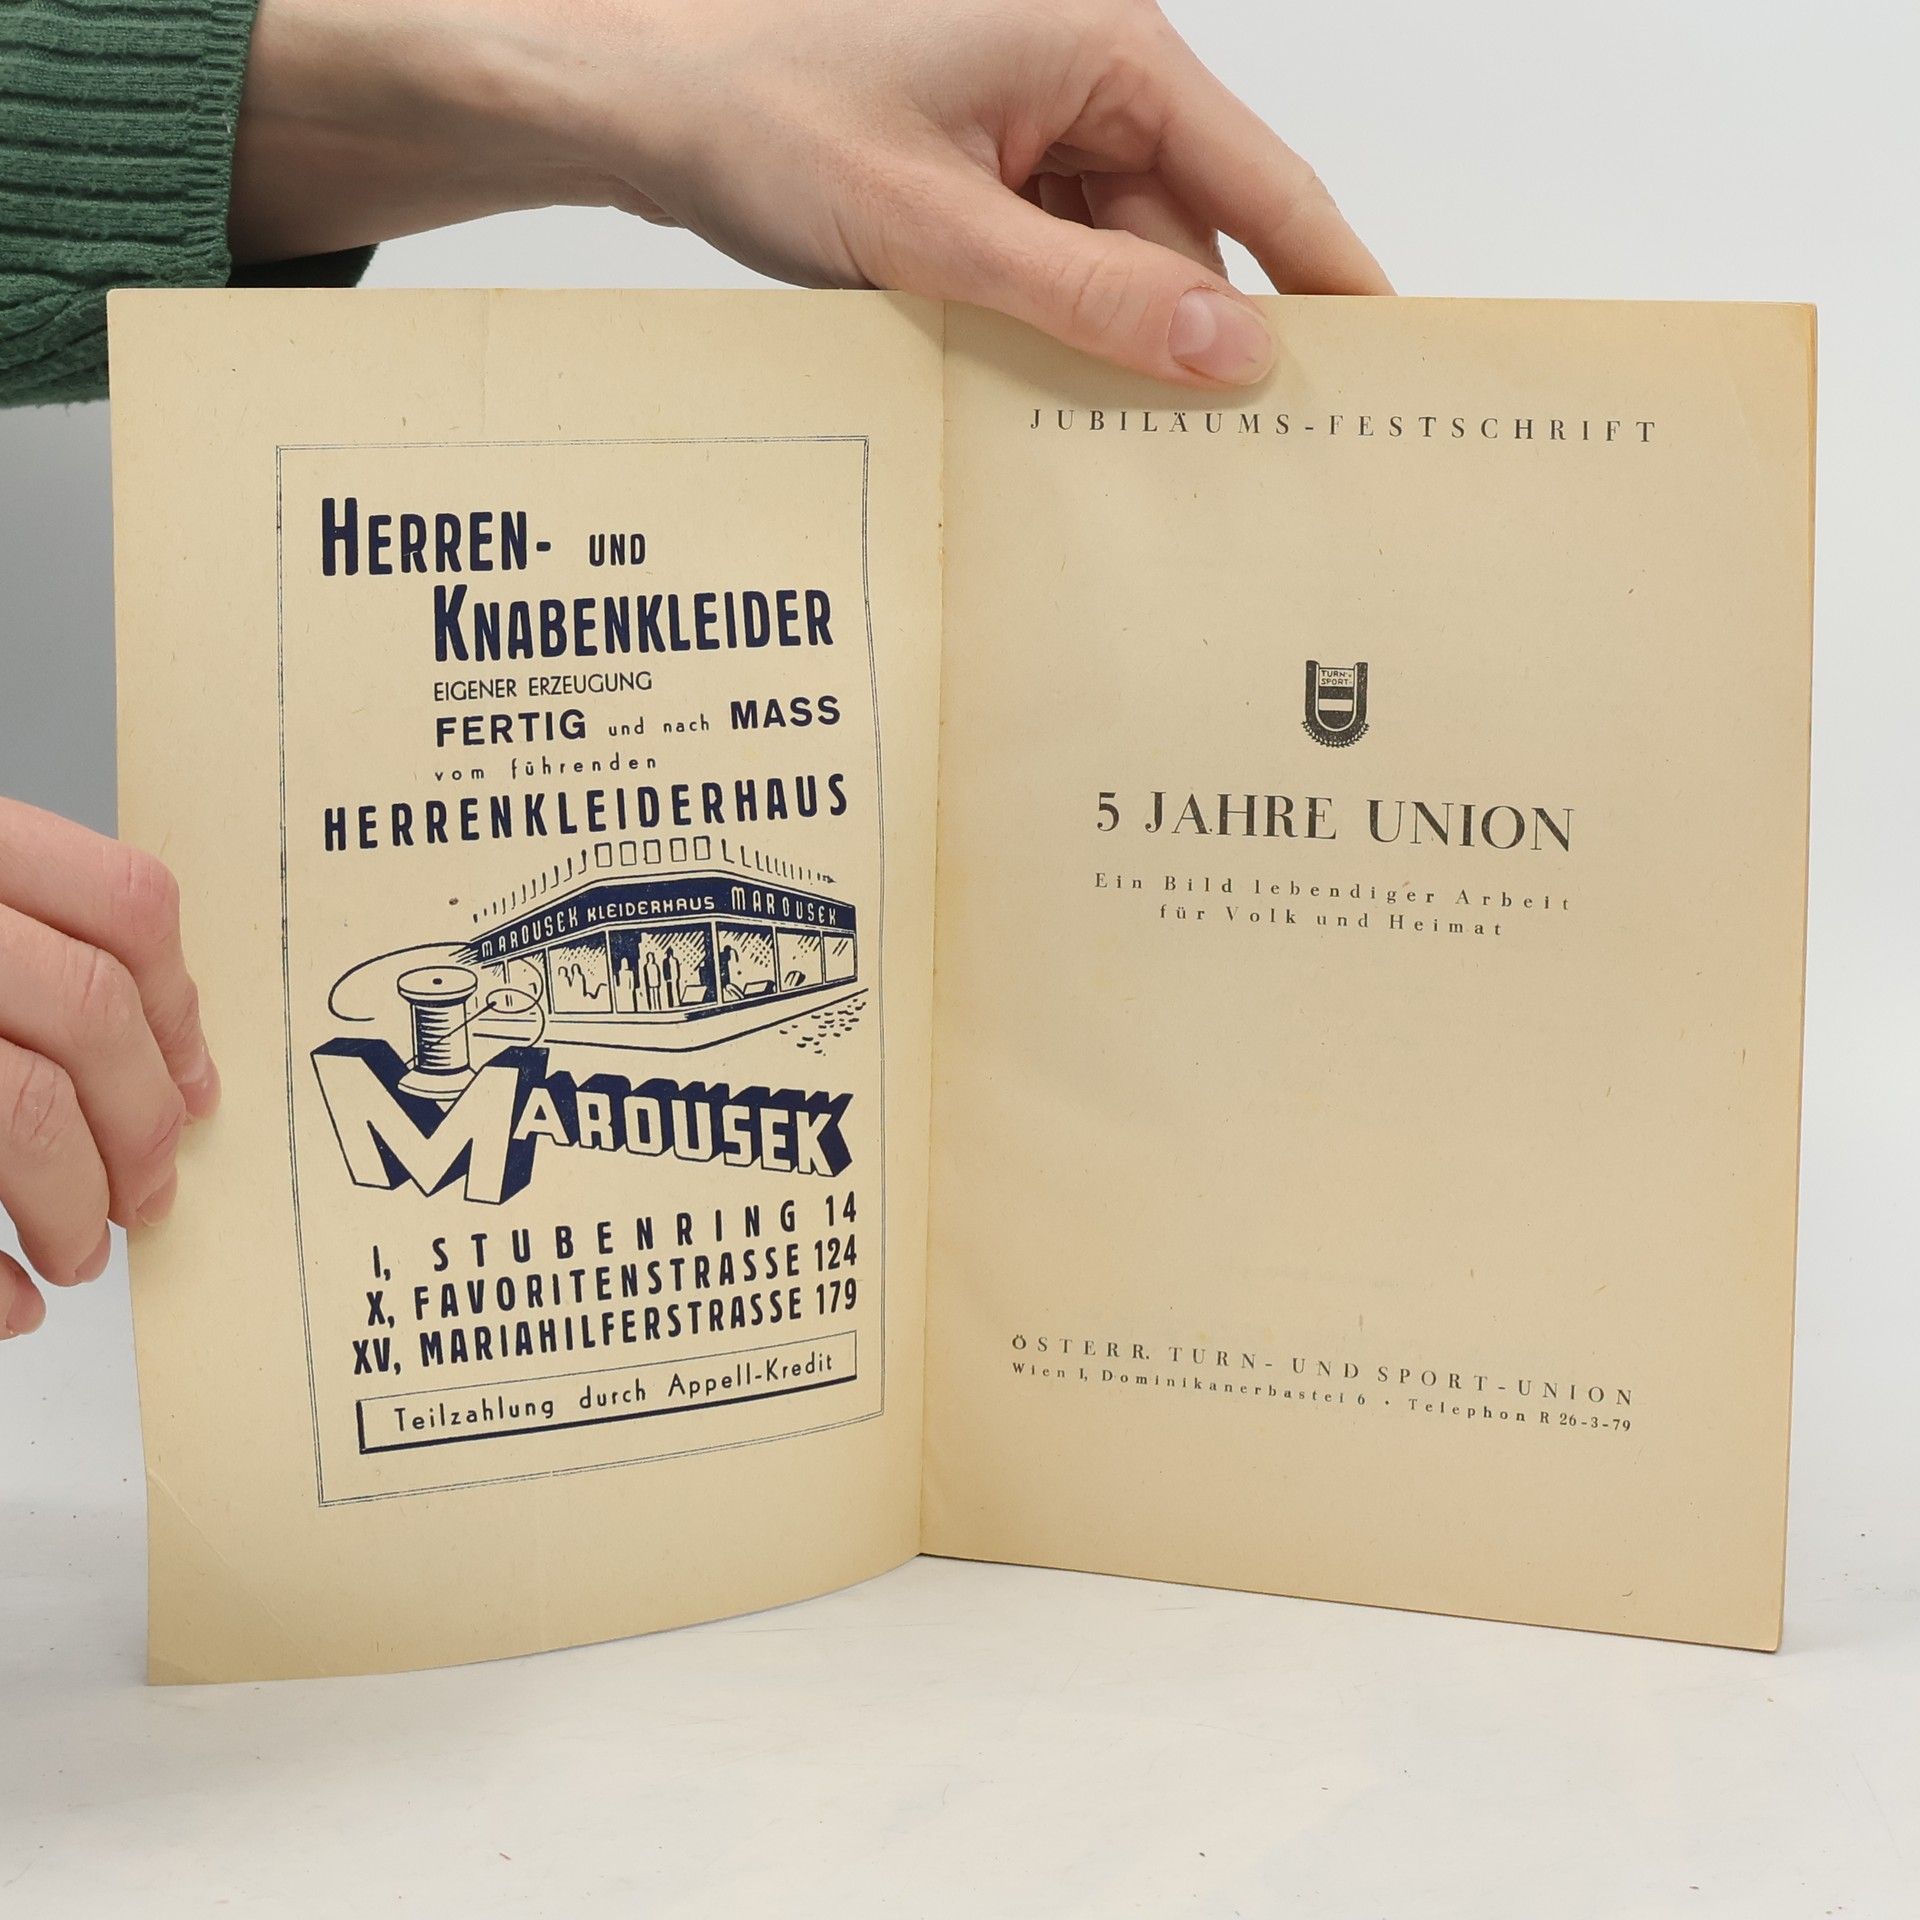 HERREN- UND
KNABENKLEIDER
EIGENER ERZEUGUNG
FERTIG und nach MASS
vom führenden
HERRENKLEIDERHAUS
MAROUSEK KLEIDERHAUS MAROUSEK
MAROUSEK
I, STUBENRING 14
X, FAVORITENSTRASSE 124
XV, MARIAHILFERSTRASSE 179
Teilzahlung durch Appell-Kredit
JUBILÄUMS-FESTSCHRIFT
TURN-
SPORT-
5 JAHRE UNION
Ein Bild lebendiger Arbeit
für Volk und Heimat
ÖSTERR. TURN- UND SPORT-UNION
Wien I, Dominikanerbastei 6 · Telephon R 26-3-79